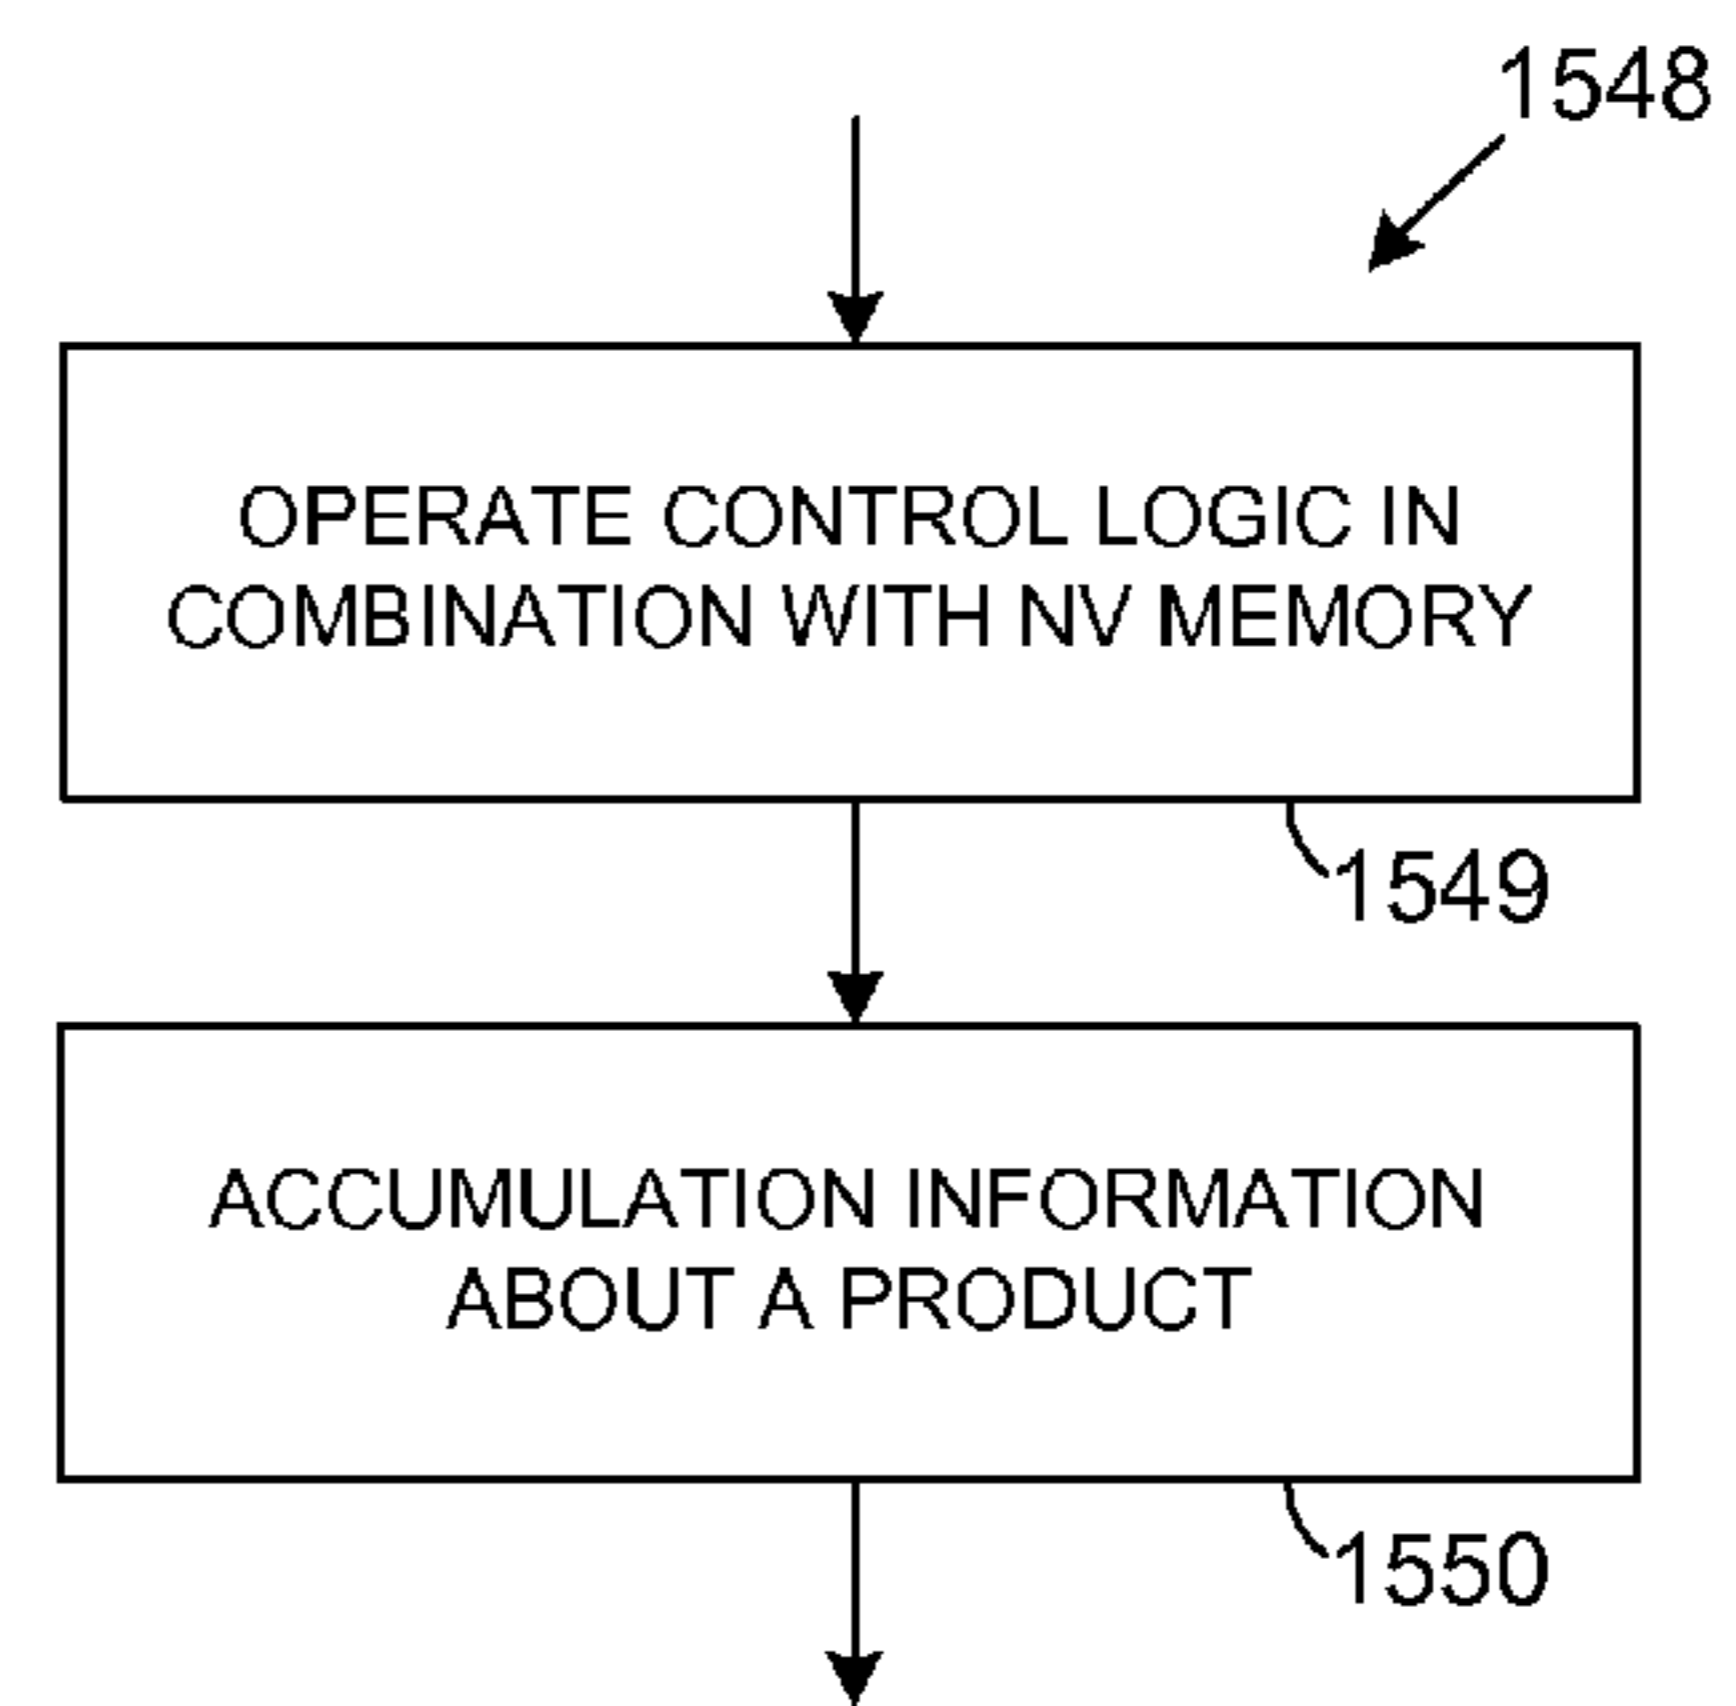 1548
OPERATE CONTROL LOGIC IN
COMBINATION WITH NV MEMORY
1549
ACCUMULATION INFORMATION
ABOUT A PRODUCT
1550